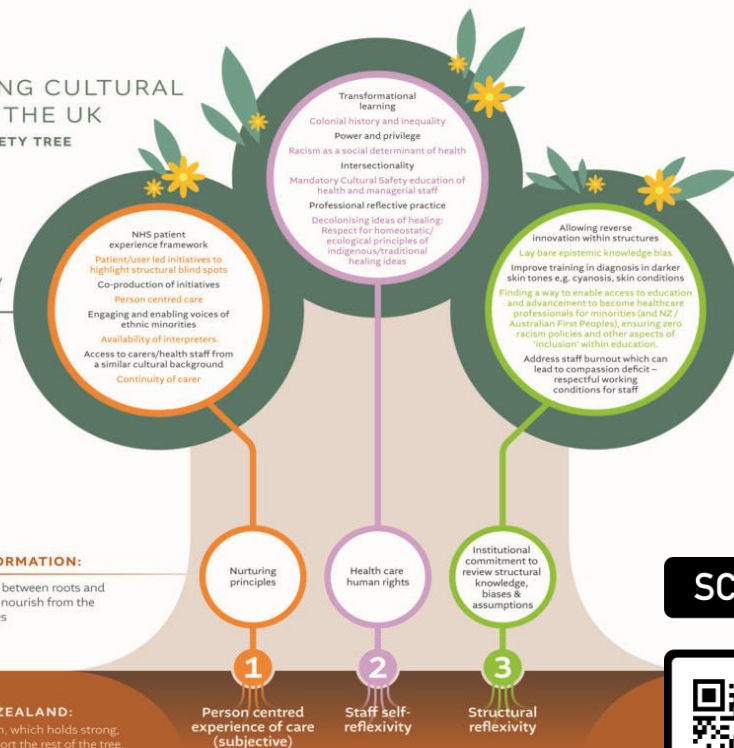 NG CULTURAL
THE UK
ETY TREE
Transformational
learning
Colonial history and inequality
Power and privilege
Racism as a social determinant of health
Intersectionality
Mandatory Cultural Safety education of
health and managerial staff
Professional reflective practice
Decolonising ideas of healing:
Respect for homeostatic/
ecological principles of
indigenous/traditional
healing ideas
NHS patient
experience framework
Patient/user led initiatives to
highlight structural blind spots
Co-production of initiatives
Person centred care
Engaging and enabling voices of
ethnic minorities
Availability of interpreters
Access to carers/health staff from
a similar cultural background
Continuity of carer
Allowing reverse
innovation within structures
Lay bare epistemic knowledge bias
Improve training in diagnosis in darker
skin tones e,g. cyanosis, skin conditions
Finding a way to enable access to education
and advancement to become healthcare
professionals for minorities (and NZ /
Australian First Peoples), ensuring zero
racism policies and other aspects of
'inclusion' within education.
Address staff burnout which can
lead to compassion deficit –
respectful working
conditions for staff
ORMATION:
between roots and
nourish from the
Nurturing
principles
Health care
human rights
Institutional
commitment to
review structural
knowledge,
biases &
assumptions
SC
1
2
3
ZEALAND:
which holds strong,
ort the rest of the tree.
Person centred
experience of care
(subjective)
Staff self-
reflexivity
Structural
reflexivity